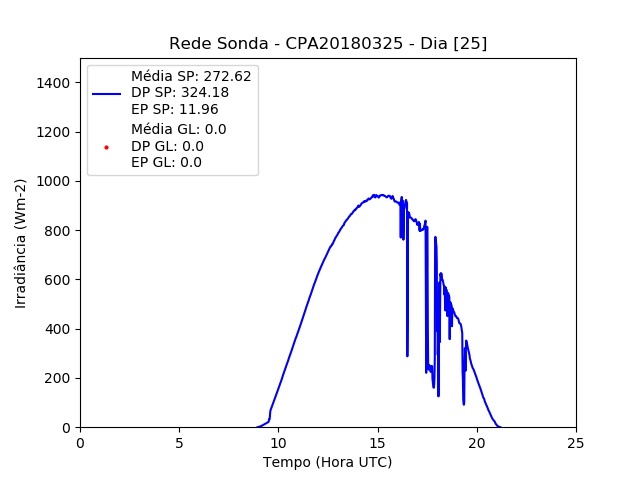 Rede Sonda - CPA20180325 - Dia [25]
Média SP: 272.62
DP SP: 324.18
EP SP: 11.96
Média GL: 0.0
DP GL: 0.0
EP GL: 0.0
1400
1200
1000
800
600
400
200
0
Irradiância (Wm-2)
0 5 10 15 20 25
Tempo (Hora UTC)